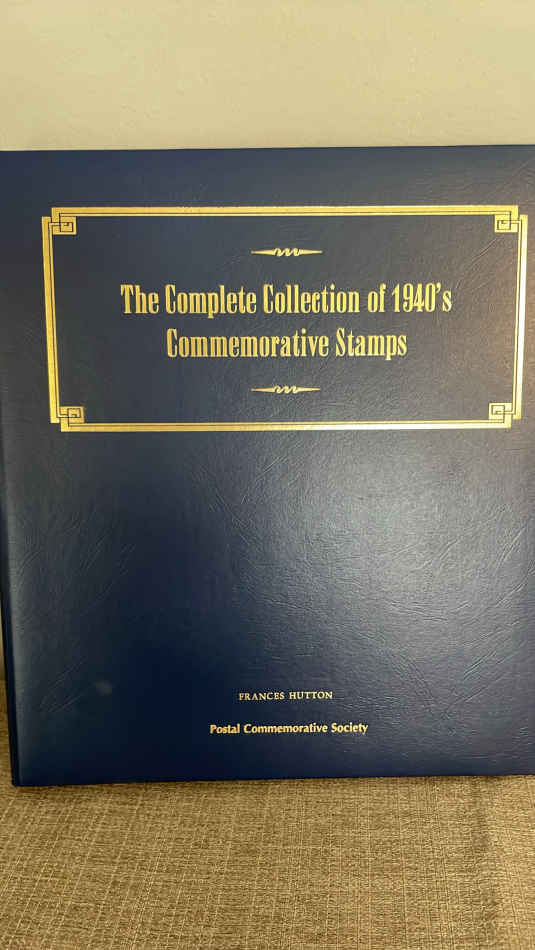 The Complete Collection of 1940's
Commemorative Stamps
FRANCES HUTTON
Postal Commemorative Society